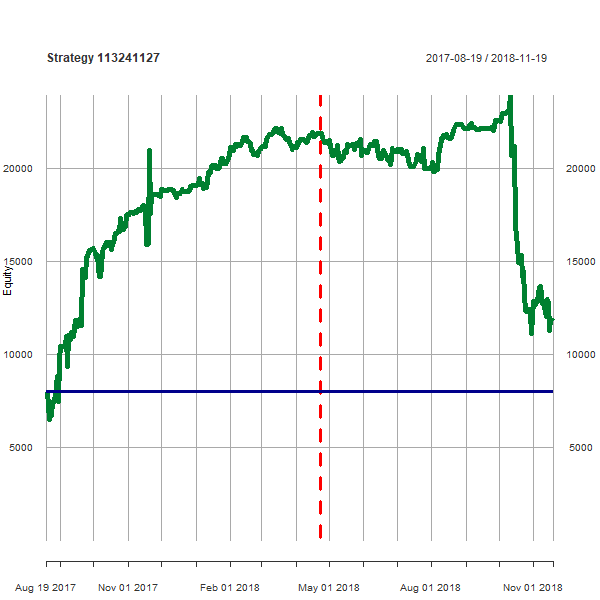 Strategy 113241127
2017-08-19 / 2018-11-19
20000
20000
15000
15000
Equity
10000
10000
5000
5000
Aug 19 2017
Nov 01 2017
Feb 01 2018
May 01 2018
Aug 01 2018
Nov 01 2018